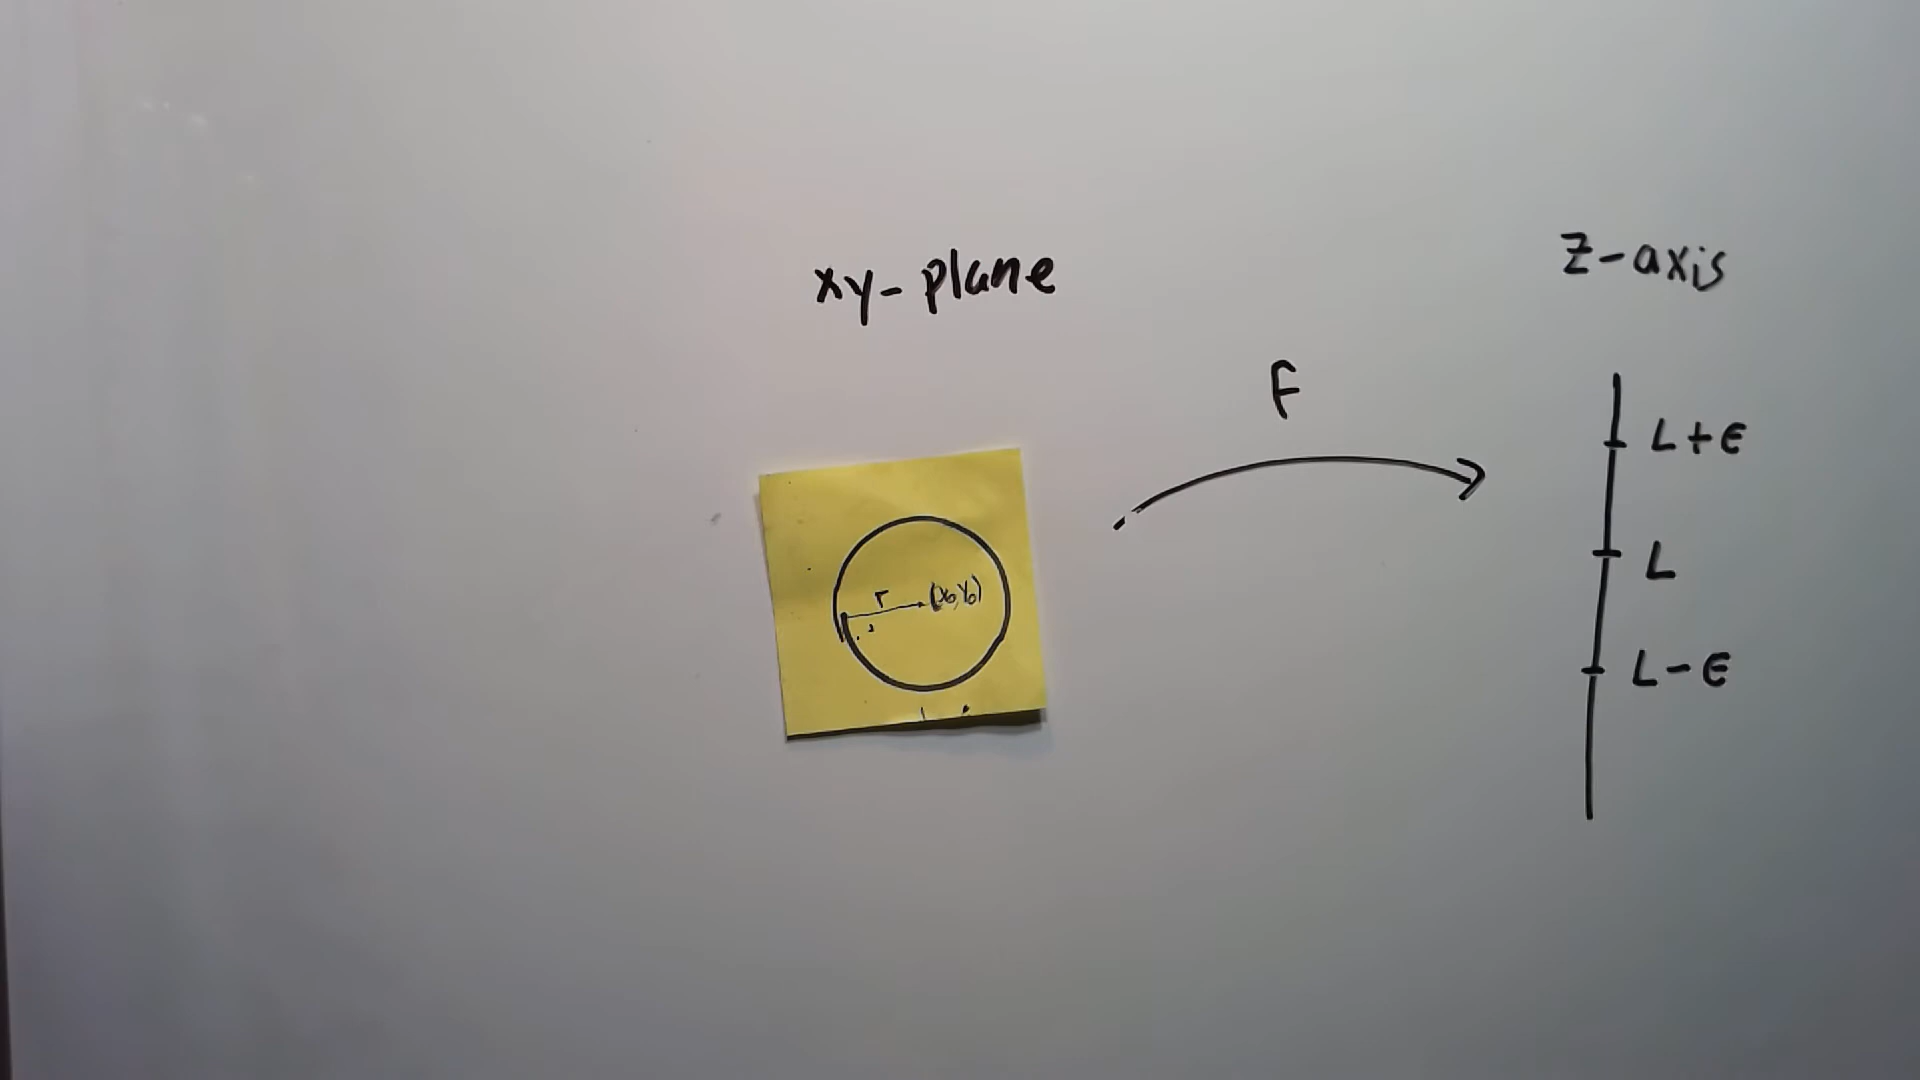 xy-plane
z-axis
F
L+ϵ
r
(x₀,y₀)
L
L-ϵ